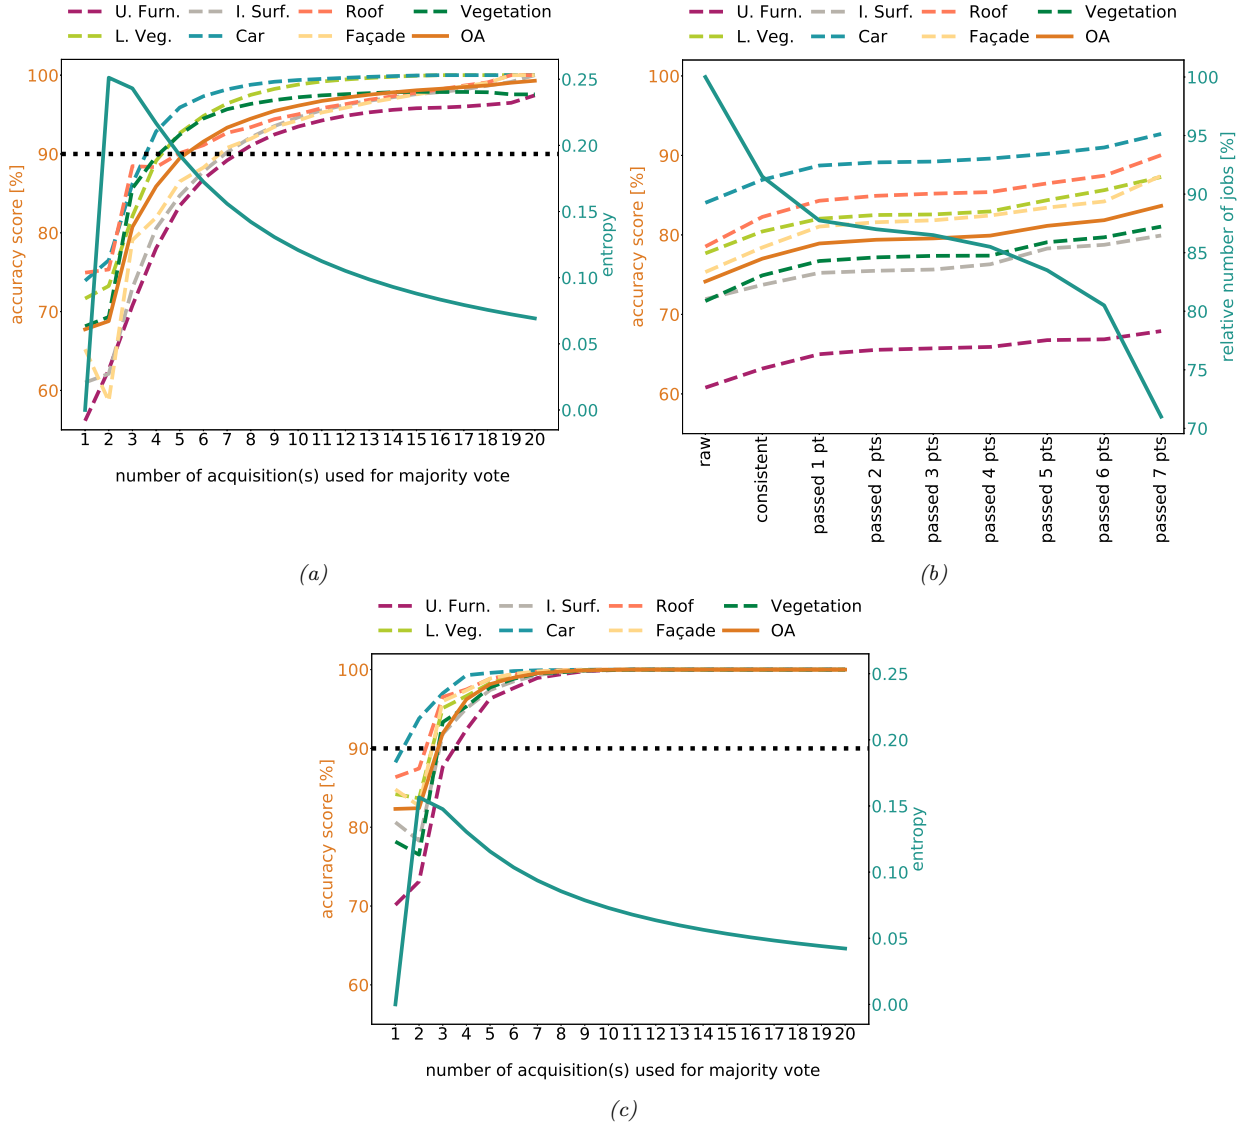 U. Furn. I. Surf. Roof Vegetation
L. Veg. Car Façade OA
100
90
80
70
60
accuracy score [%]
0.25
0.20
0.15
0.10
0.05
0.00
entropy
1 2 3 4 5 6 7 8 9 10 11 12 13 14 15 16 17 18 19 20
number of acquisition(s) used for majority vote
(a)
U. Furn. I. Surf. Roof Vegetation
L. Veg. Car Façade OA
100
90
80
70
60
accuracy score [%]
100
95
90
85
80
75
70
relative number of jobs [%]
raw
consistent
passed 1 pt
passed 2 pts
passed 3 pts
passed 4 pts
passed 5 pts
passed 6 pts
passed 7 pts
(b)
U. Furn. I. Surf. Roof Vegetation
L. Veg. Car Façade OA
100
90
80
70
60
accuracy score [%]
0.25
0.20
0.15
0.10
0.05
0.00
entropy
1 2 3 4 5 6 7 8 9 10 11 12 13 14 15 16 17 18 19 20
number of acquisition(s) used for majority vote
(c)